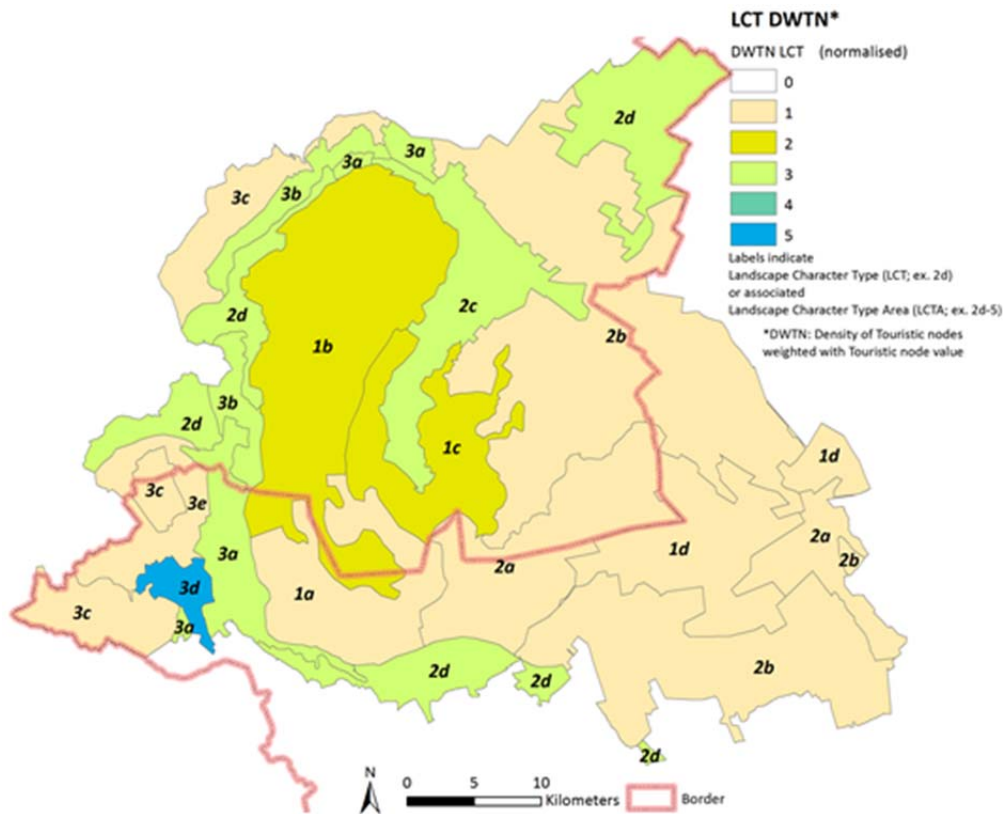 LCT DWTN*
DWTN LCT (normalised)
0
1
2
3
4
5
Labels indicate
Landscape Character Type (LCT; ex. 2d)
or associated
Landscape Character Type Area (LCTA; ex. 2d-5)
*DWTN: Density of Touristic nodes
weighted with Touristic node value
2d
3a
3a
3b
3c
2d
2c
1b
2b
3b
2d
1c
1d
3c
3e
2a
3a
1d
2a
2b
3d
1a
3c
3a
2d
2d
2b
2d
N
0 5 10
Kilometers
Border